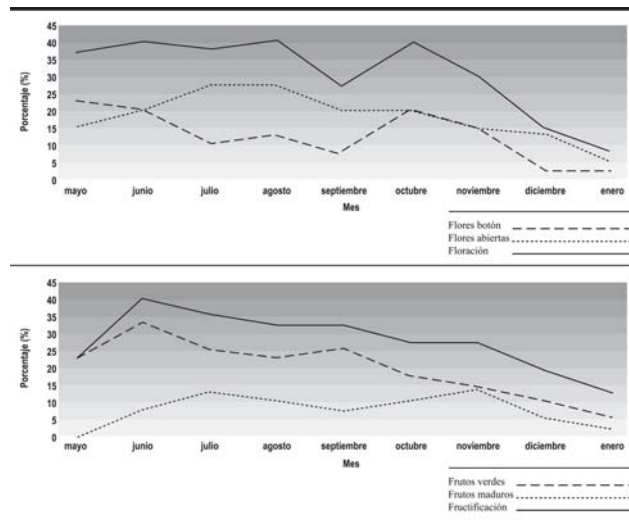 45
40
35
30
25
20
15
10
5
0
Porcentaje (%)
mayo junio julio agosto septiembre octubre noviembre diciembre enero
Mes
Flores botón
Flores abiertas
Floración
45
40
35
30
25
20
15
10
5
0
Porcentaje (%)
mayo junio julio agosto septiembre octubre noviembre diciembre enero
Mes
Frutos verdes
Frutos maduros
Fructificación